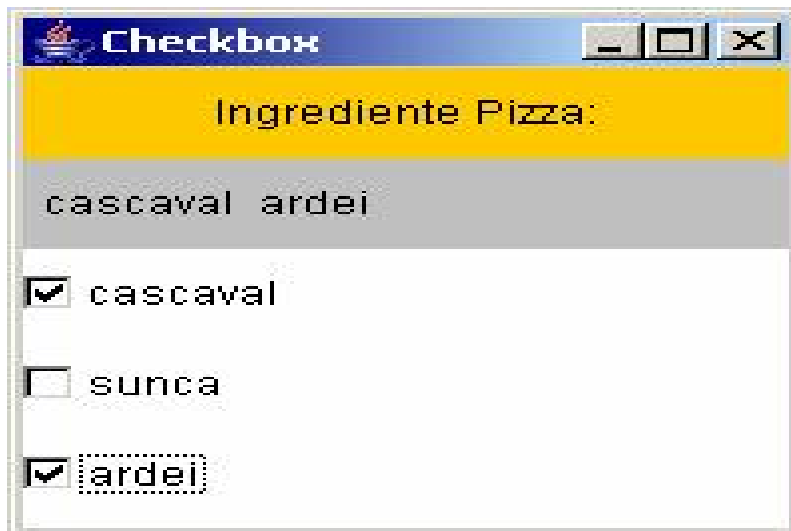 Checkbox
Ingrediente Pizza:
cascaval ardei
cascaval
sunca
ardei